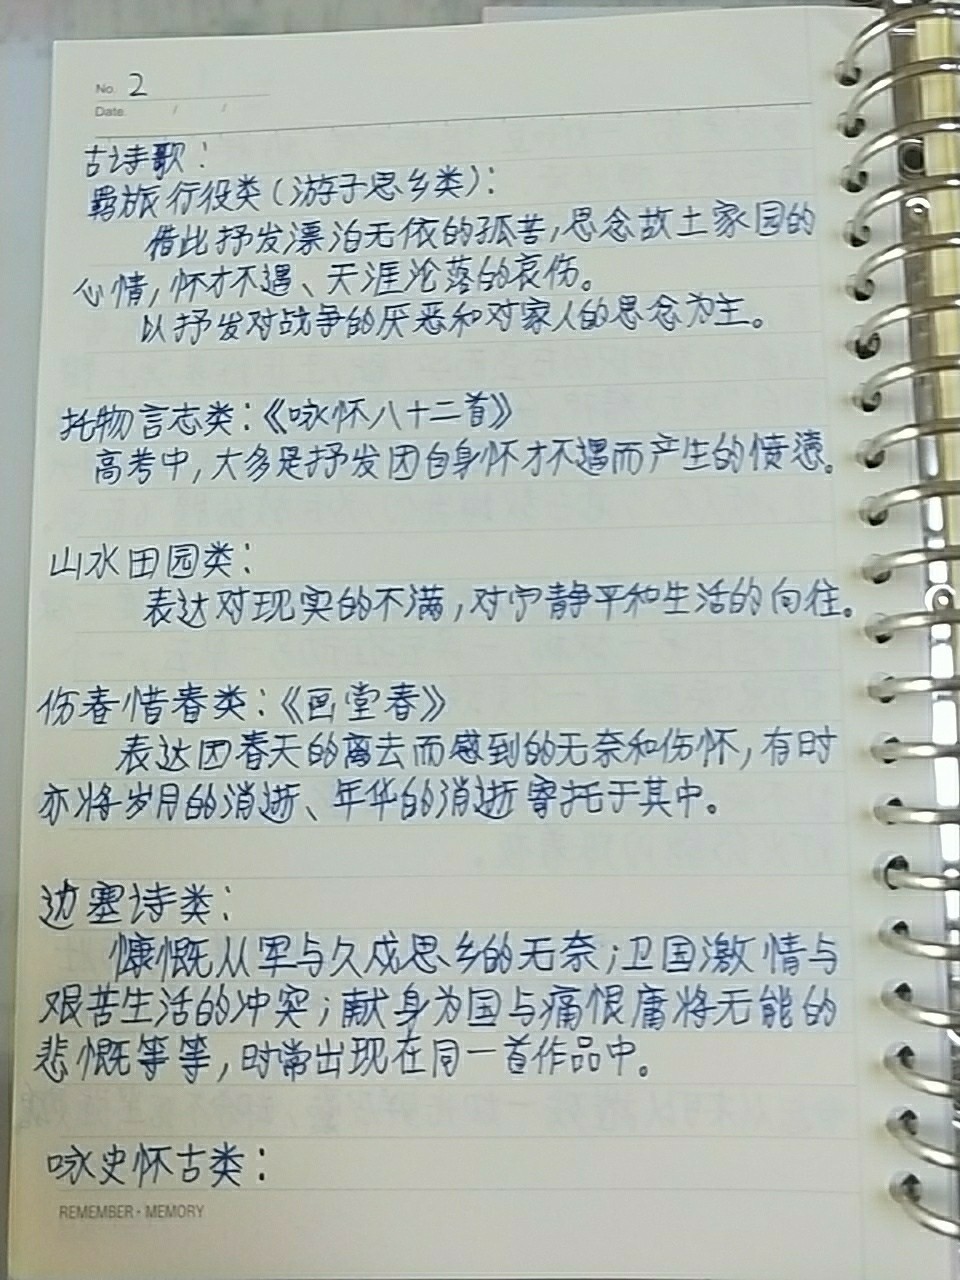 No. 2
Date / /
古诗歌：
羁旅行役类（游子思乡类）：
借此抒发漂泊无依的孤苦，思念故土家园的
心情，怀才不遇、天涯沦落的哀伤。
以抒发对战争的厌恶和对家人的思念为主。
托物言志类：《咏怀八十二首》
高考中，大多是抒发因自身怀才不遇而产生的愤懑。
山水田园类：
表达对现实的不满，对宁静平和生活的向往。
伤春惜春类：《画堂春》
表达因春天的离去而感到的无奈和伤怀，有时
亦将岁月的消逝、年华的消逝寄托于其中。
边塞诗类：
慷慨从军与久戍思乡的无奈；卫国激情与
艰苦生活的冲突；献身为国与痛恨庸将无能的
悲慨等等，时常出现在同一首作品中。
咏史怀古类：
REMEMBER·MEMORY